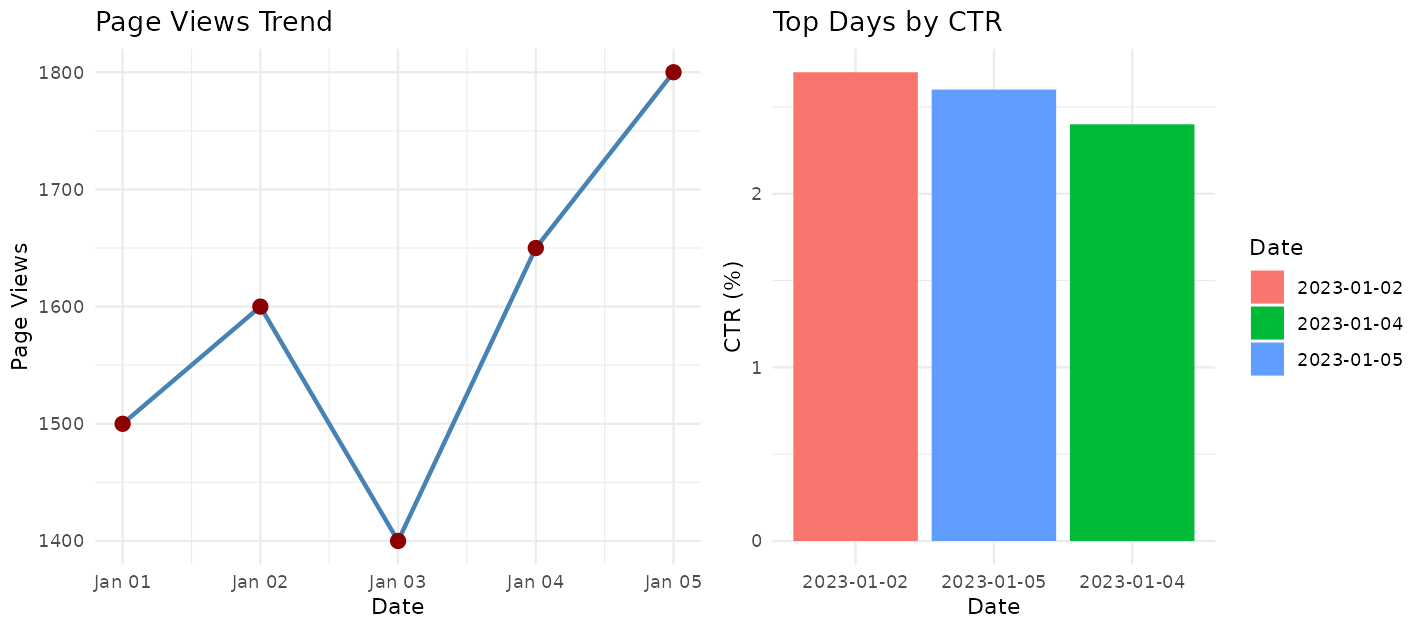 Page Views Trend
1800
1700
1600
1500
1400
Page Views
Jan 01 Jan 02 Jan 03 Jan 04 Jan 05
Date
Top Days by CTR
2
1
0
CTR (%)
2023-01-02 2023-01-05 2023-01-04
Date
Date
2023-01-02
2023-01-04
2023-01-05